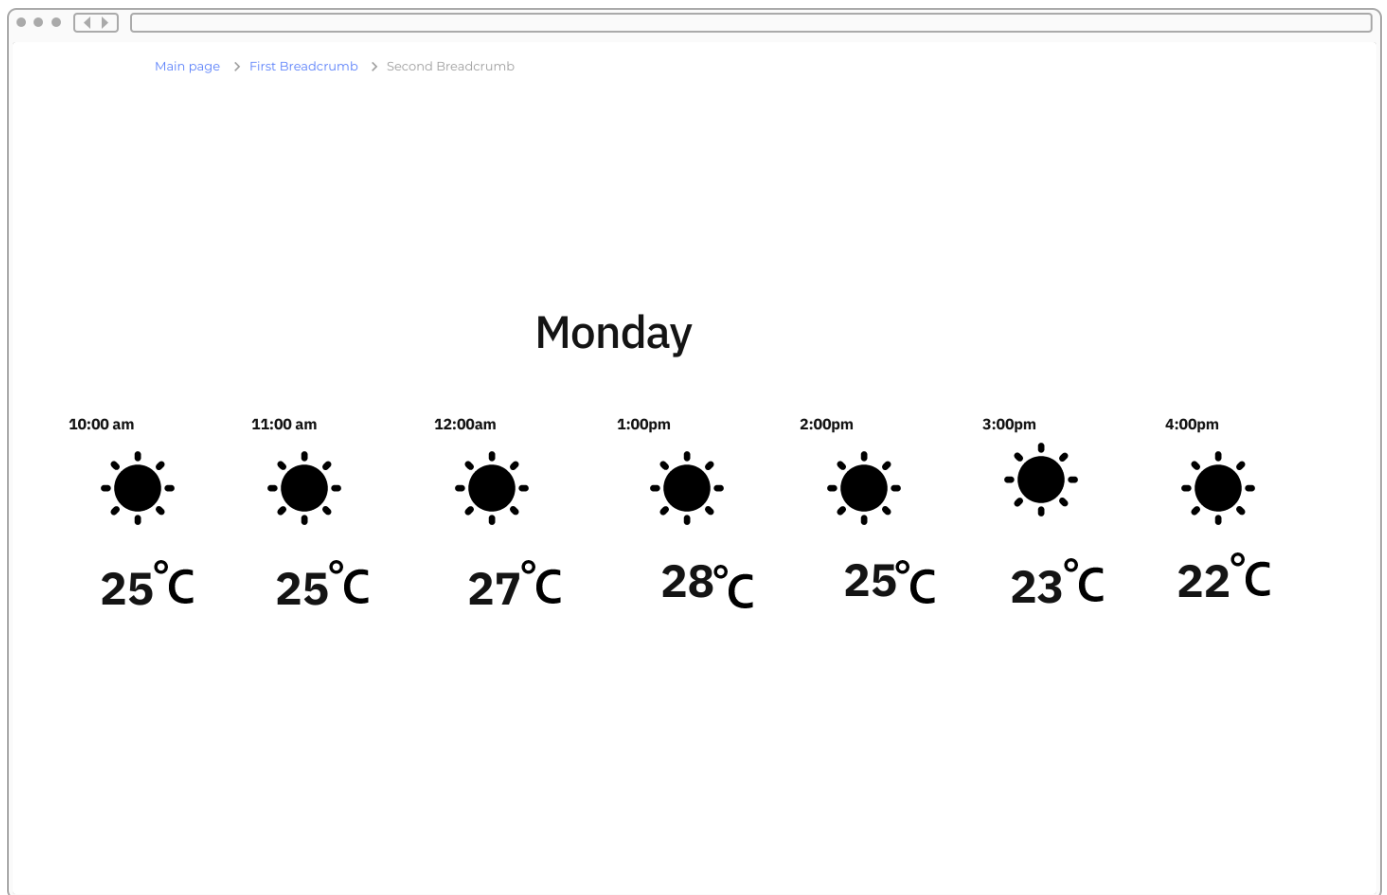 Main page > First Breadcrumb > Second Breadcrumb
Monday
10:00 am 11:00 am 12:00am 1:00pm 2:00pm 3:00pm 4:00pm
25°C 25°C 27°C 28°C 25°C 23°C 22°C